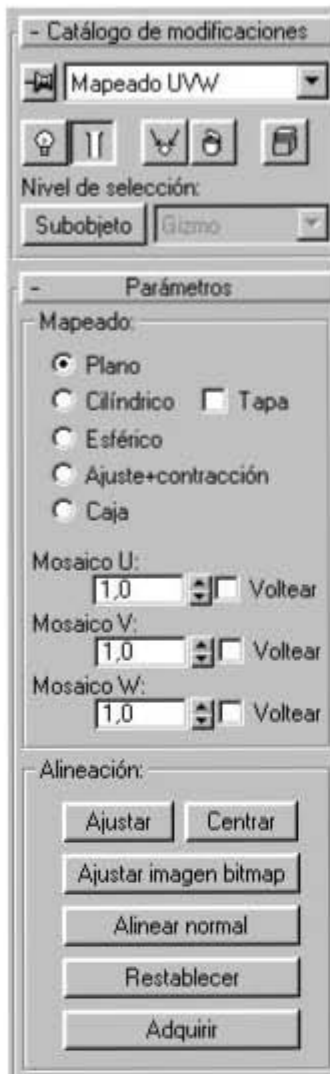 - Catálogo de modificaciones
Mapeado UVW
Nivel de selección:
Subobjeto Gizmo
- Parámetros
Mapeado:
Plano
Cilíndrico Tapa
Esférico
Ajuste+contracción
Caja
Mosaico U:
1,0 Voltear
Mosaico V:
1,0 Voltear
Mosaico W:
1,0 Voltear
Alineación:
Ajustar Centrar
Ajustar imagen bitmap
Alinear normal
Restablecer
Adquirir